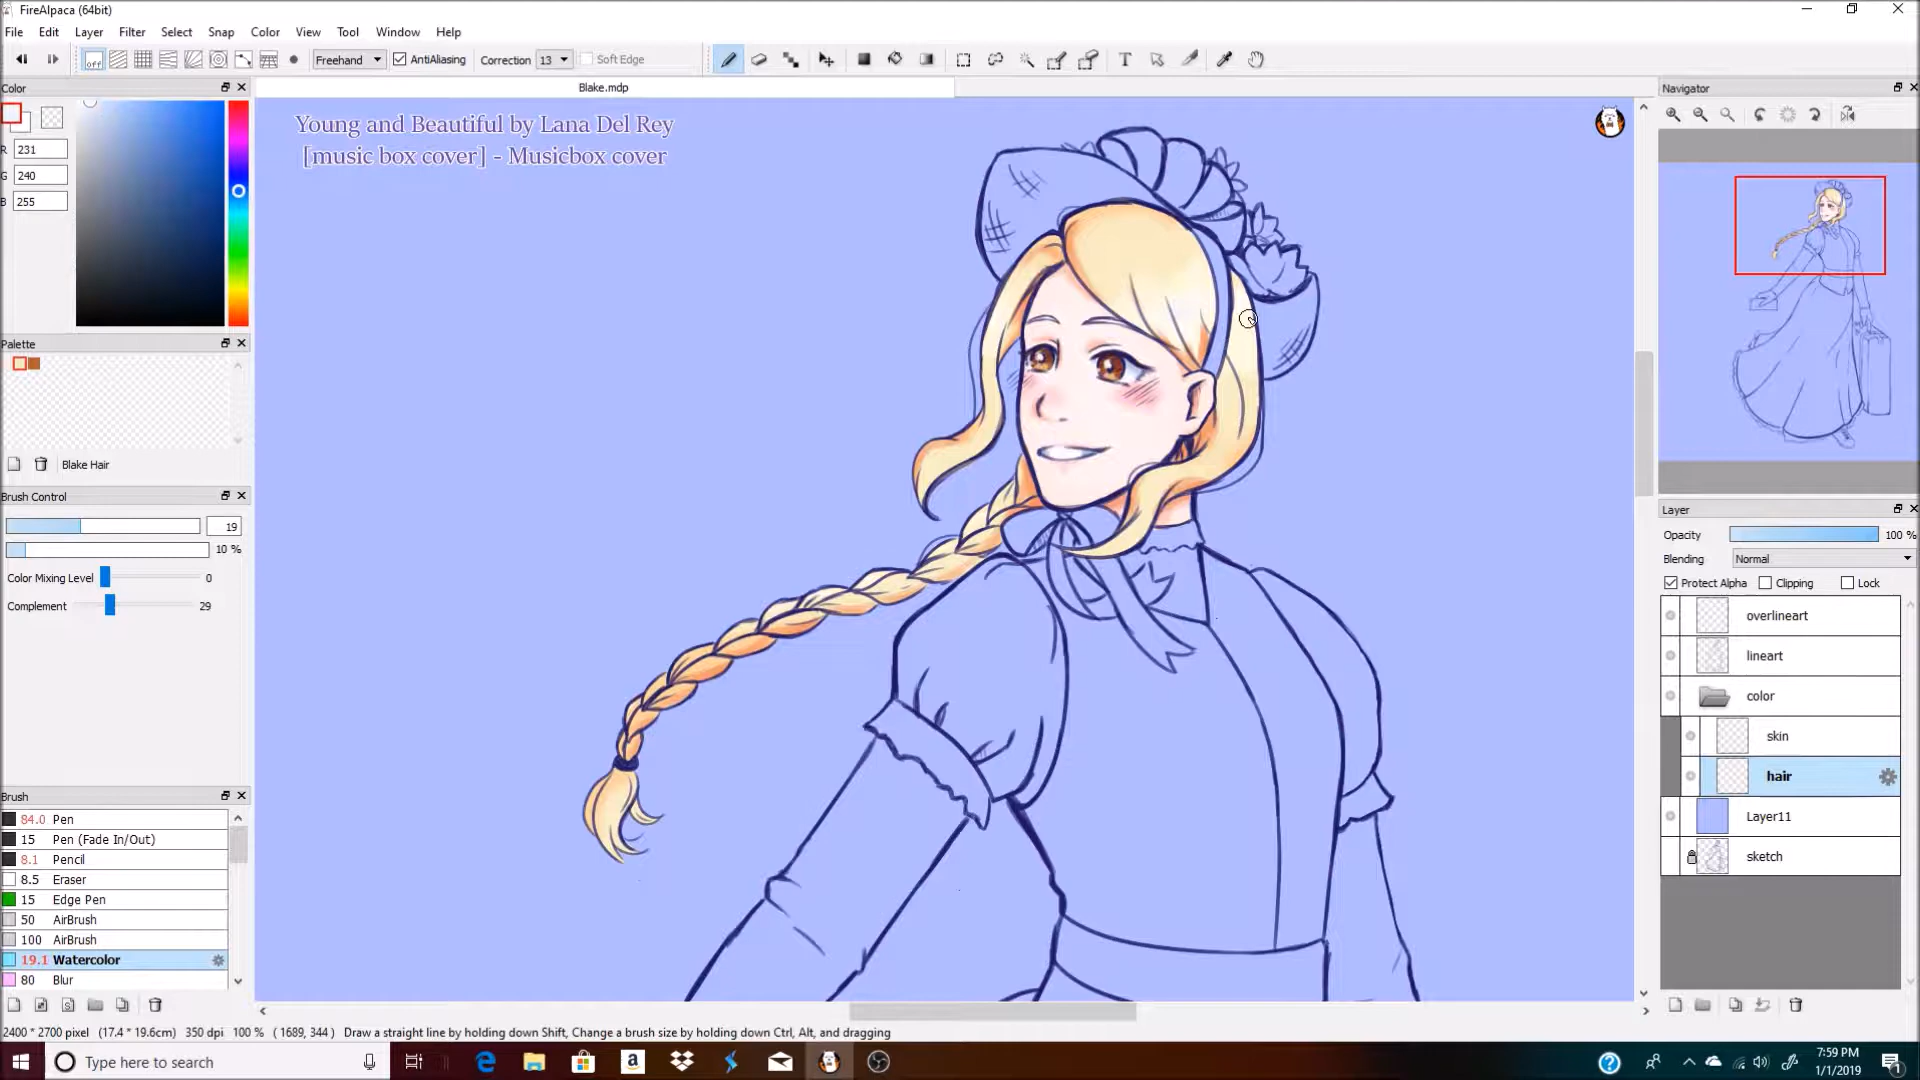 FireAlpaca (64bit)
File Edit Layer Filter Select Snap Color View Tool Window Help
off Freehand AntiAliasing Correction 13 Soft Edge T
Color
Blake.mdp
Navigator
Young and Beautiful by Lana Del Rey
[music box cover] - Musicbox cover
R 231
G 240
B 255
Palette
Blake Hair
Brush Control
19
10 %
Color Mixing Level 0
Complement 29
Layer
Opacity 100 %
Blending Normal
Protect Alpha Clipping Lock
overlineart
lineart
color
skin
hair
Layer11
sketch
Brush
84.0 Pen
15 Pen (Fade In/Out)
8.1 Pencil
8.5 Eraser
15 Edge Pen
50 AirBrush
100 AirBrush
19.1 Watercolor
80 Blur
2400 * 2700 pixel (17.4 * 19.6cm) 350 dpi 100 % ( 1689, 344 ) Draw a straight line by holding down Shift, Change a brush size by holding down Ctrl, Alt, and dragging
Type here to search
7:59 PM
1/1/2019